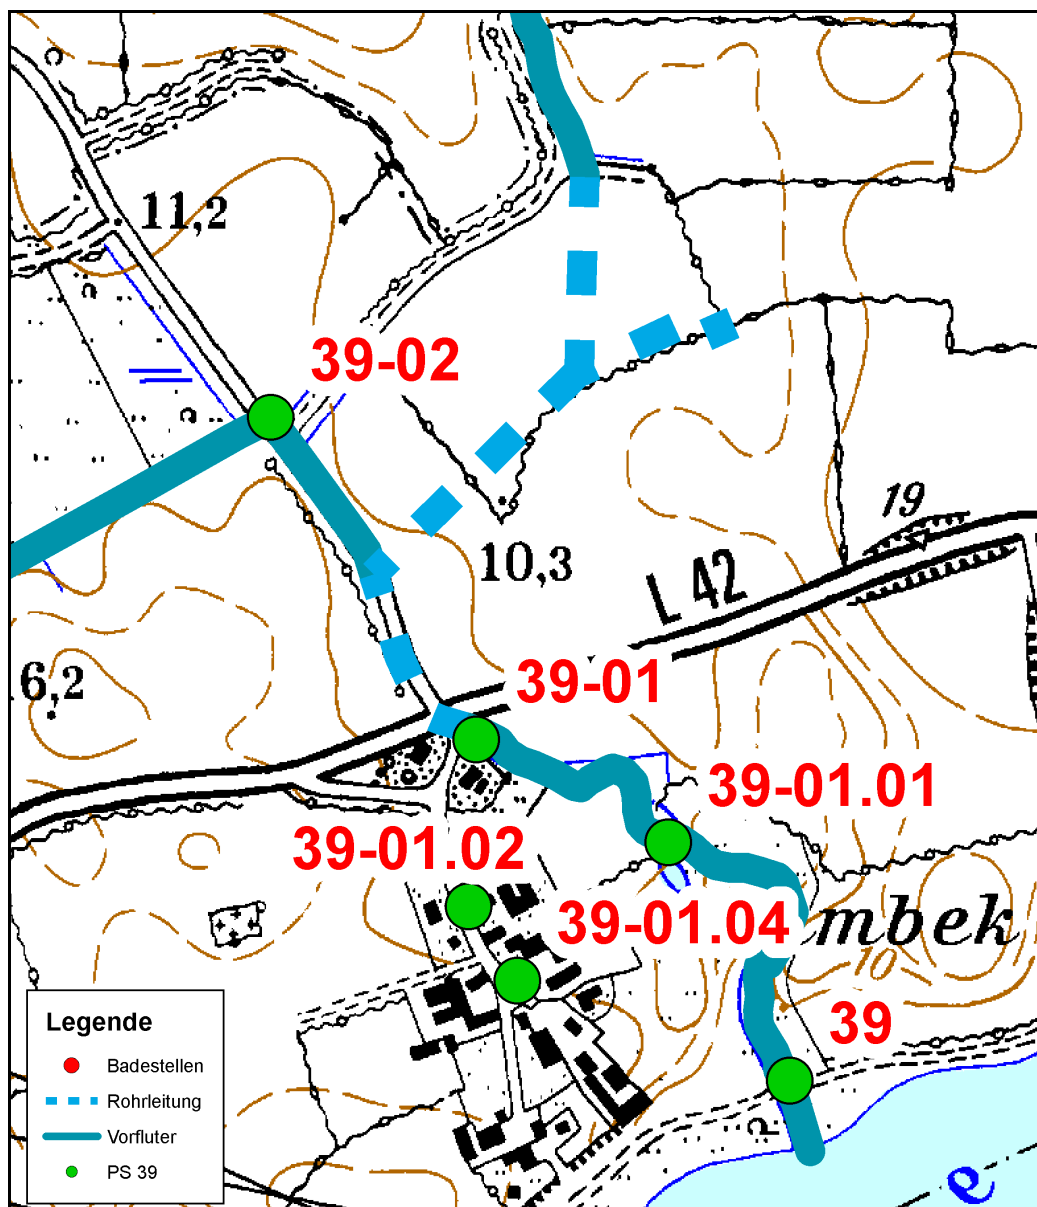 11,2
39-02
19
10,3
L 42
6,2
39-01
39-01.01
39-01.02
39-01.04
mbek
10
39
Legende
Badestellen
Rohrleitung
Vorfluter
PS 39
P
e